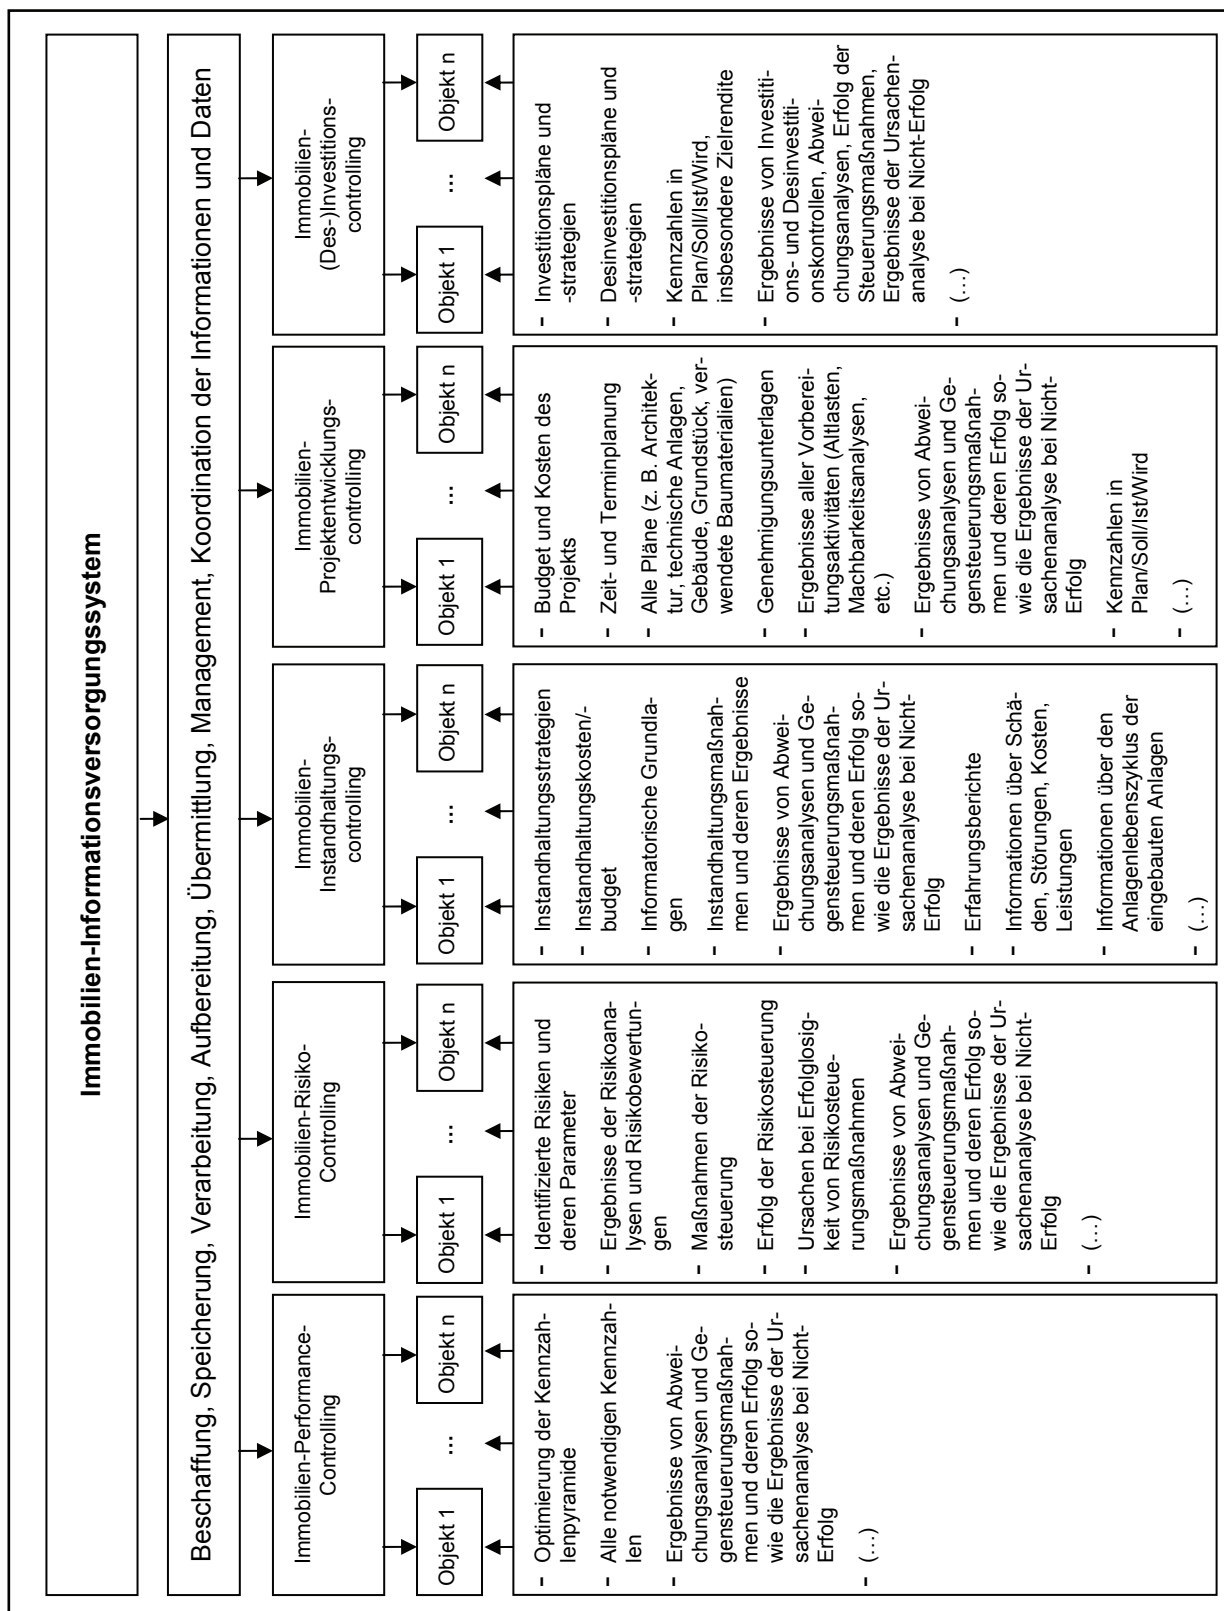 Immobilien-Informationsversorgungssystem
Beschaffung, Speicherung, Verarbeitung, Aufbereitung, Übermittlung, Management, Koordination der Informationen und Daten
Immobilien-Performance-
Controlling
Objekt 1
...
Objekt n
- Optimierung der Kennzah-
lenpyramide
- Alle notwendigen Kennzah-
len
- Ergebnisse von Abwei-
chungsanalysen und Ge-
gensteuerungsmaßnah-
men und deren Erfolg so-
wie die Ergebnisse der Ur-
sachenanalyse bei Nicht-
Erfolg
- (…)
Immobilien-Risiko-
Controlling
Objekt 1
...
Objekt n
- Identifizierte Risiken und
deren Parameter
- Ergebnisse der Risikoana-
lysen und Risikobewertun-
gen
- Maßnahmen der Risiko-
steuerung
- Erfolg der Risikosteuerung
- Ursachen bei Erfolglosig-
keit von Risikosteue-
rungsmaßnahmen
- Ergebnisse von Abwei-
chungsanalysen und Ge-
gensteuerungsmaßnah-
men und deren Erfolg so-
wie die Ergebnisse der Ur-
sachenanalyse bei Nicht-
Erfolg
- (…)
Immobilien-
Instandhaltungs-
controlling
Objekt 1
...
Objekt n
- Instandhaltungsstrategien
- Instandhaltungskosten/-
budget
- Informatorische Grundla-
gen
- Instandhaltungsmaßnah-
men und deren Ergebnisse
- Ergebnisse von Abwei-
chungsanalysen und Ge-
gensteuerungsmaßnah-
men und deren Erfolg so-
wie die Ergebnisse der Ur-
sachenanalyse bei Nicht-
Erfolg
- Erfahrungsberichte
- Informationen über Schä-
den, Störungen, Kosten,
Leistungen
- Informationen über den
Anlagenlebenszyklus der
eingebauten Anlagen
- (…)
Immobilien-
Projektentwicklungs-
controlling
Objekt 1
...
Objekt n
- Budget und Kosten des
Projekts
- Zeit- und Terminplanung
- Alle Pläne (z. B. Architek-
tur, technische Anlagen,
Gebäude, Grundstück, ver-
wendete Baumaterialien)
- Genehmigungsunterlagen
- Ergebnisse aller Vorberei-
tungsaktivitäten (Altlasten,
Machbarkeitsanalysen,
etc.)
- Ergebnisse von Abwei-
chungsanalysen und Ge-
gensteuerungsmaßnah-
men und deren Erfolg so-
wie die Ergebnisse der Ur-
sachenanalyse bei Nicht-
Erfolg
- Kennzahlen in
Plan/Soll/Ist/Wird
- (…)
Immobilien-
(Des-)Investitions-
controlling
Objekt 1
...
Objekt n
- Investitionspläne und
-strategien
- Desinvestitionspläne und
-strategien
- Kennzahlen in
Plan/Soll/Ist/Wird,
insbesondere Zielrendite
- Ergebnisse von Investiti-
ons- und Desinvestiti-
onskontrollen, Abwei-
chungsanalysen, Erfolg der
Steuerungsmaßnahmen,
Ergebnisse der Ursachen-
analyse bei Nicht-Erfolg
- (…)